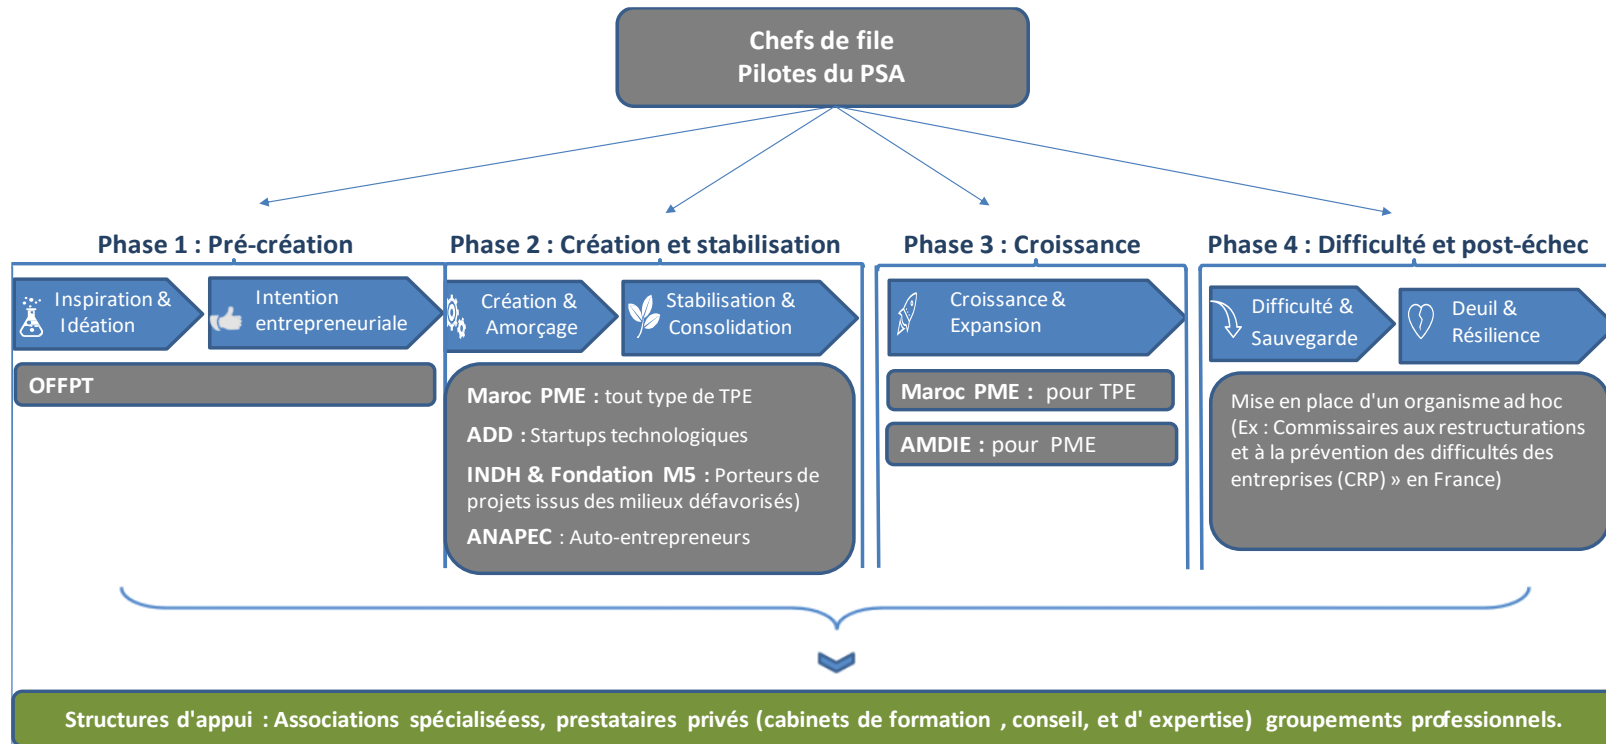 Chefs de file
Pilotes du PSA
Phase 1 : Pré-création
Phase 2 : Création et stabilisation
Phase 3 : Croissance
Phase 4 : Difficulté et post-échec
Inspiration &
Idéation
Intention
entrepreneuriale
Création &
Amorçage
Stabilisation &
Consolidation
Croissance &
Expansion
Difficulté &
Sauvegarde
Deuil &
Résilience
OFFPT
Maroc PME : tout type de TPE
ADD : Startups technologiques
INDH & Fondation M5 : Porteurs de
projets issus des milieux défavorisés)
ANAPEC : Auto-entrepreneurs
Maroc PME : pour TPE
AMDIE : pour PME
Mise en place d'un organisme ad hoc
(Ex : Commissaires aux restructurations
et à la prévention des difficultés des
entreprises (CRP) » en France)
Structures d'appui : Associations spécialiséess, prestataires privés (cabinets de formation , conseil, et d' expertise) groupements professionnels.